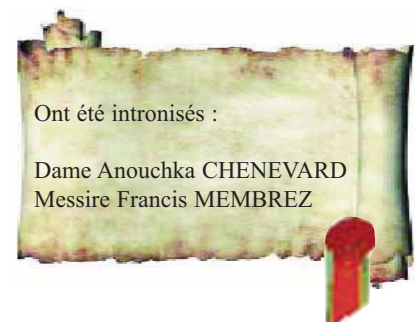 Ont été intronisés :
Dame Anouchka CHENEVARD
Messire Francis MEMBREZ